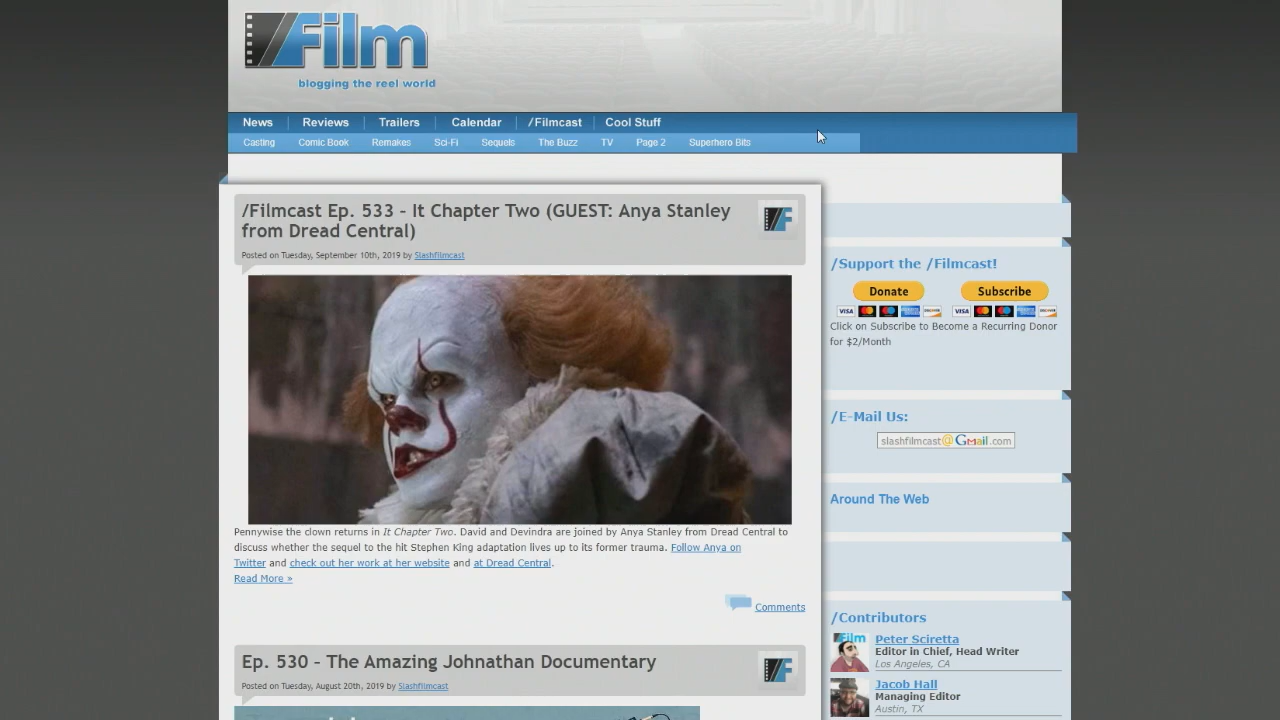 /Film
blogging the reel world
News Reviews Trailers Calendar /Filmcast Cool Stuff
Casting Comic Book Remakes Sci-Fi Sequels The Buzz TV Page 2 Superhero Bits
/Filmcast Ep. 533 – It Chapter Two (GUEST: Anya Stanley
from Dread Central)
/F
Posted on Tuesday, September 10th, 2019 by Slashfilmcast
Pennywise the clown returns in It Chapter Two. David and Devindra are joined by Anya Stanley from Dread Central to
discuss whether the sequel to the hit Stephen King adaptation lives up to its former trauma. Follow Anya on
Twitter and check out her work at her website and at Dread Central.
Read More »
Comments
Ep. 530 – The Amazing Johnathan Documentary
/F
Posted on Tuesday, August 20th, 2019 by Slashfilmcast
/Support the /Filmcast!
Donate Subscribe
VISA DISCOVER VISA DISCOVER
Click on Subscribe to Become a Recurring Donor
for $2/Month
/E-Mail Us:
slashfilmcast@Gmail.com
Around The Web
/Contributors
/Film
Peter Sciretta
Editor in Chief, Head Writer
Los Angeles, CA
Jacob Hall
Managing Editor
Austin, TX